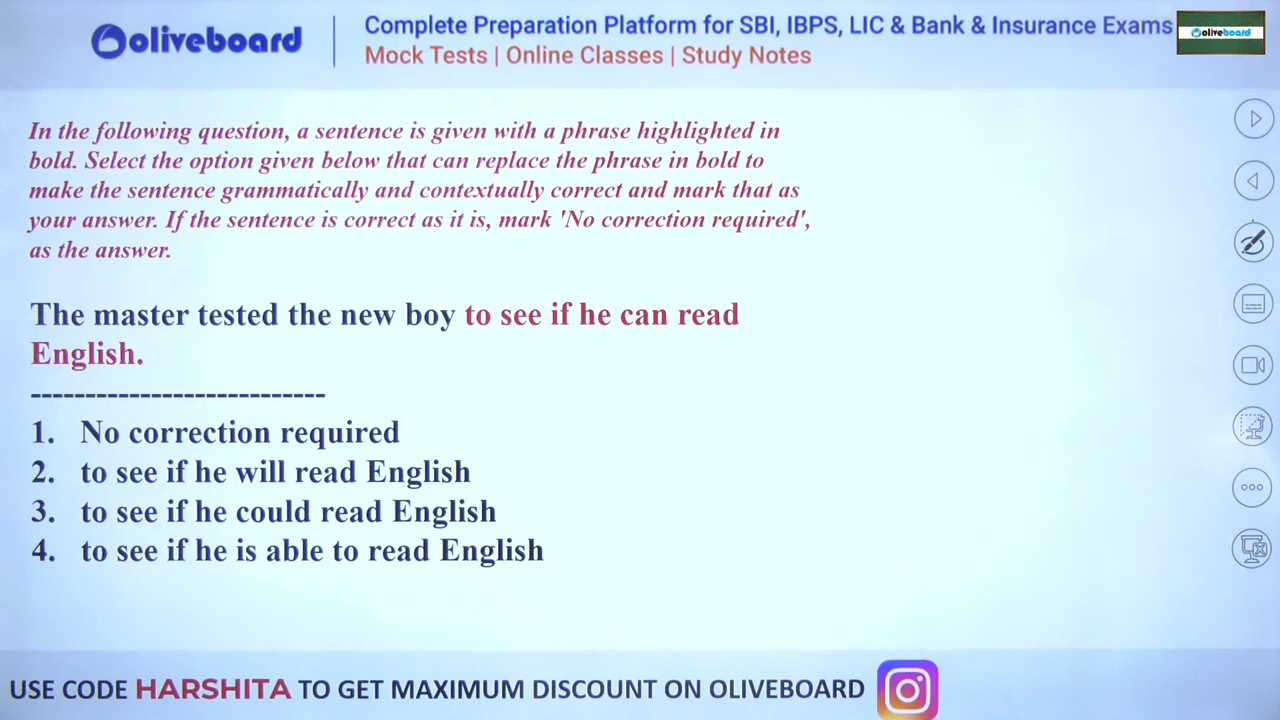 oliveboard
Complete Preparation Platform for SBI, IBPS, LIC & Bank & Insurance Exams
Mock Tests | Online Classes | Study Notes
oliveboard
In the following question, a sentence is given with a phrase highlighted in
bold. Select the option given below that can replace the phrase in bold to
make the sentence grammatically and contextually correct and mark that as
your answer. If the sentence is correct as it is, mark 'No correction required',
as the answer.
The master tested the new boy to see if he can read
English.
---------------------------
1. No correction required
2. to see if he will read English
3. to see if he could read English
4. to see if he is able to read English
USE CODE HARSHITA TO GET MAXIMUM DISCOUNT ON OLIVEBOARD